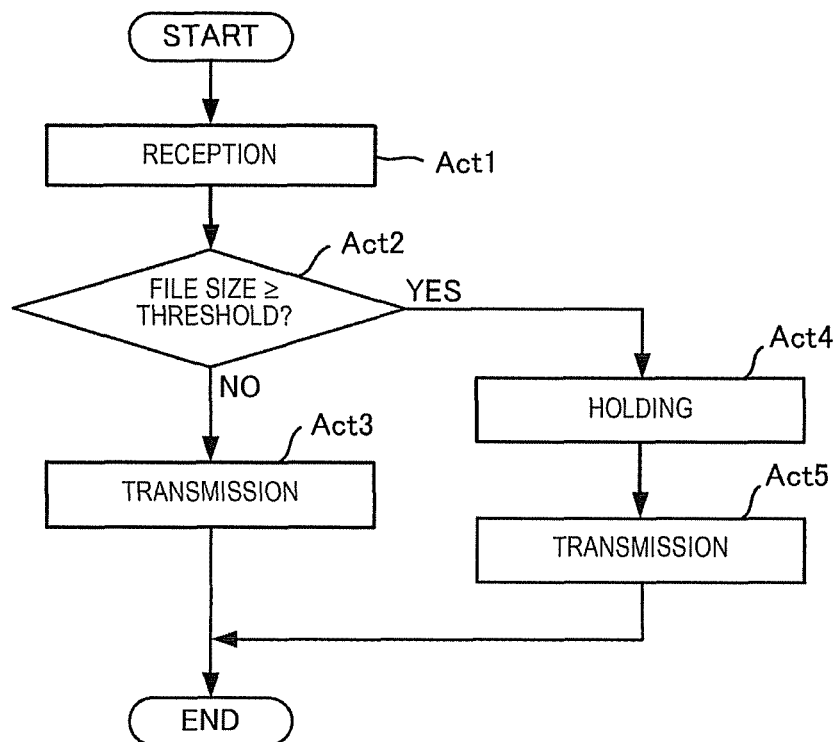 START
RECEPTION
Act1
Act2
FILE SIZE ≥
THRESHOLD?
YES
NO
Act4
HOLDING
Act3
TRANSMISSION
Act5
TRANSMISSION
END